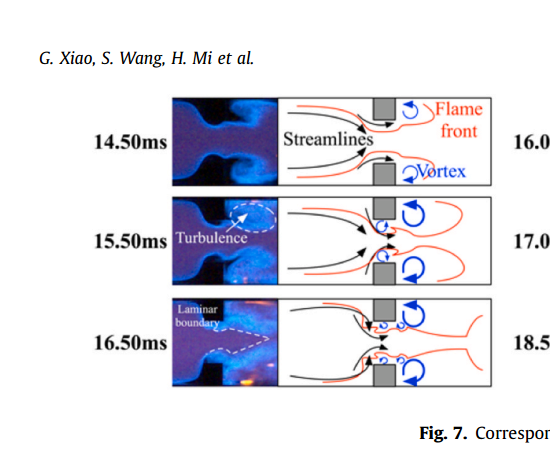 G. Xiao, S. Wang, H. Mi et al.
14.50ms
Streamlines
Flame
front
Vortex
16.0
15.50ms
Turbulence
17.0
16.50ms
Laminar
boundary
18.5
Fig. 7. Correspon